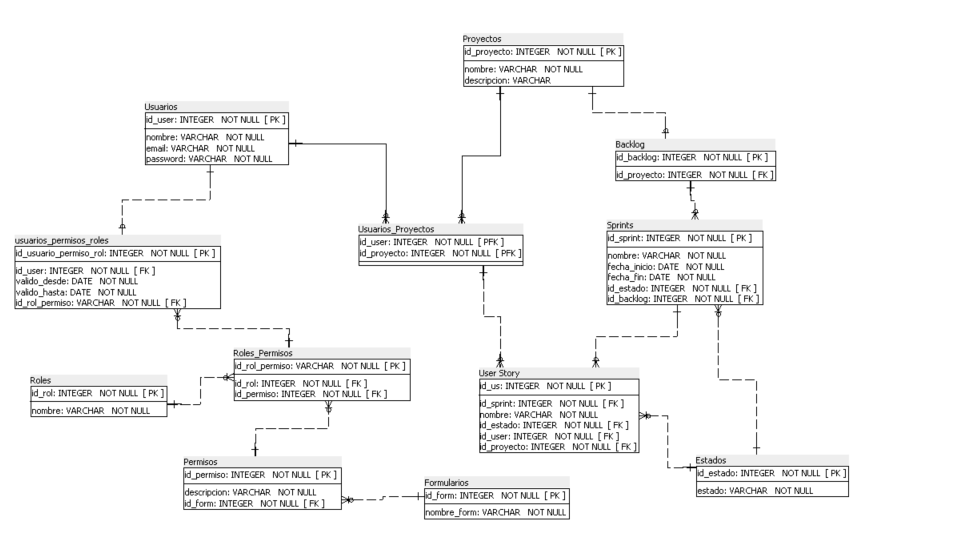 Proyectos
id_proyecto: INTEGER NOT NULL [ PK ]
nombre: VARCHAR NOT NULL
descripcion: VARCHAR
Usuarios
id_user: INTEGER NOT NULL [ PK ]
nombre: VARCHAR NOT NULL
email: VARCHAR NOT NULL
password: VARCHAR NOT NULL
Backlog
id_backlog: INTEGER NOT NULL [ PK ]
id_proyecto: INTEGER NOT NULL [ FK ]
usuarios_permisos_roles
id_usuario_permiso_rol: INTEGER NOT NULL [ PK ]
id_user: INTEGER NOT NULL [ FK ]
valido_desde: DATE NOT NULL
valido_hasta: DATE NOT NULL
id_rol_permiso: VARCHAR NOT NULL [ FK ]
Usuarios_Proyectos
id_user: INTEGER NOT NULL [ PFK ]
id_proyecto: INTEGER NOT NULL [ PFK ]
Sprints
id_sprint: INTEGER NOT NULL [ PK ]
nombre: VARCHAR NOT NULL
fecha_inicio: DATE NOT NULL
fecha_fin: DATE NOT NULL
id_estado: INTEGER NOT NULL [ FK ]
id_backlog: INTEGER NOT NULL [ FK ]
Roles_Permisos
id_rol_permiso: VARCHAR NOT NULL [ PK ]
id_rol: INTEGER NOT NULL [ FK ]
id_permiso: INTEGER NOT NULL [ FK ]
Roles
id_rol: INTEGER NOT NULL [ PK ]
nombre: VARCHAR NOT NULL
User Story
id_us: INTEGER NOT NULL [ PK ]
id_sprint: INTEGER NOT NULL [ FK ]
nombre: VARCHAR NOT NULL
id_estado: INTEGER NOT NULL [ FK ]
id_user: INTEGER NOT NULL [ FK ]
id_proyecto: INTEGER NOT NULL [ FK ]
Permisos
id_permiso: INTEGER NOT NULL [ PK ]
descripcion: VARCHAR NOT NULL
id_form: INTEGER NOT NULL [ FK ]
Estados
id_estado: INTEGER NOT NULL [ PK ]
estado: VARCHAR NOT NULL
Formularios
id_form: INTEGER NOT NULL [ PK ]
nombre_form: VARCHAR NOT NULL